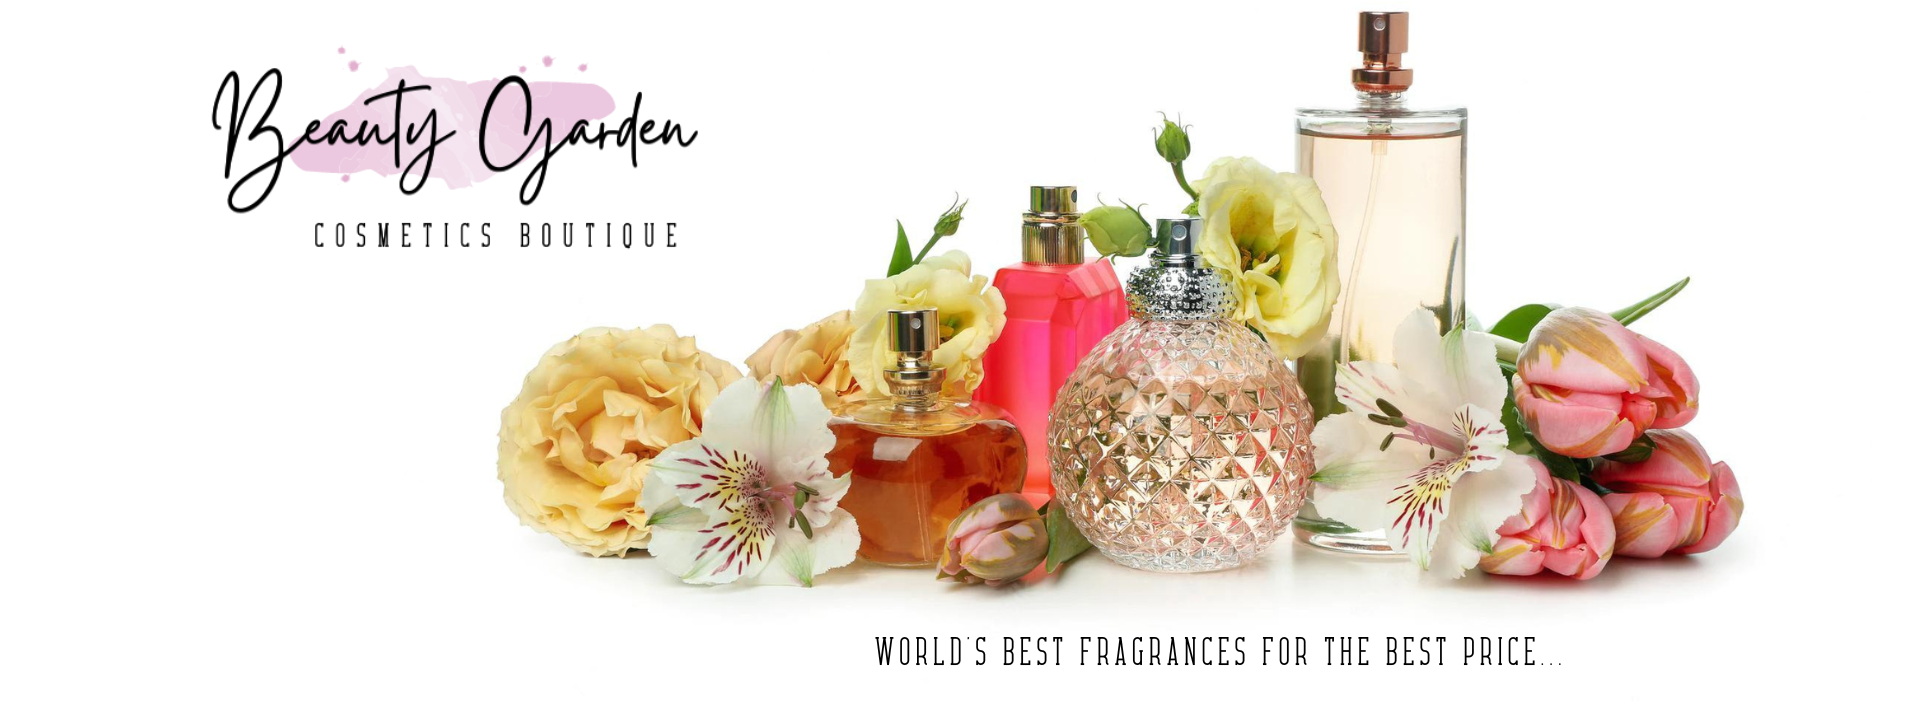 Beauty Garden
COSMETICS BOUTIQUE
WORLD'S BEST FRAGRANCES FOR THE BEST PRICE...